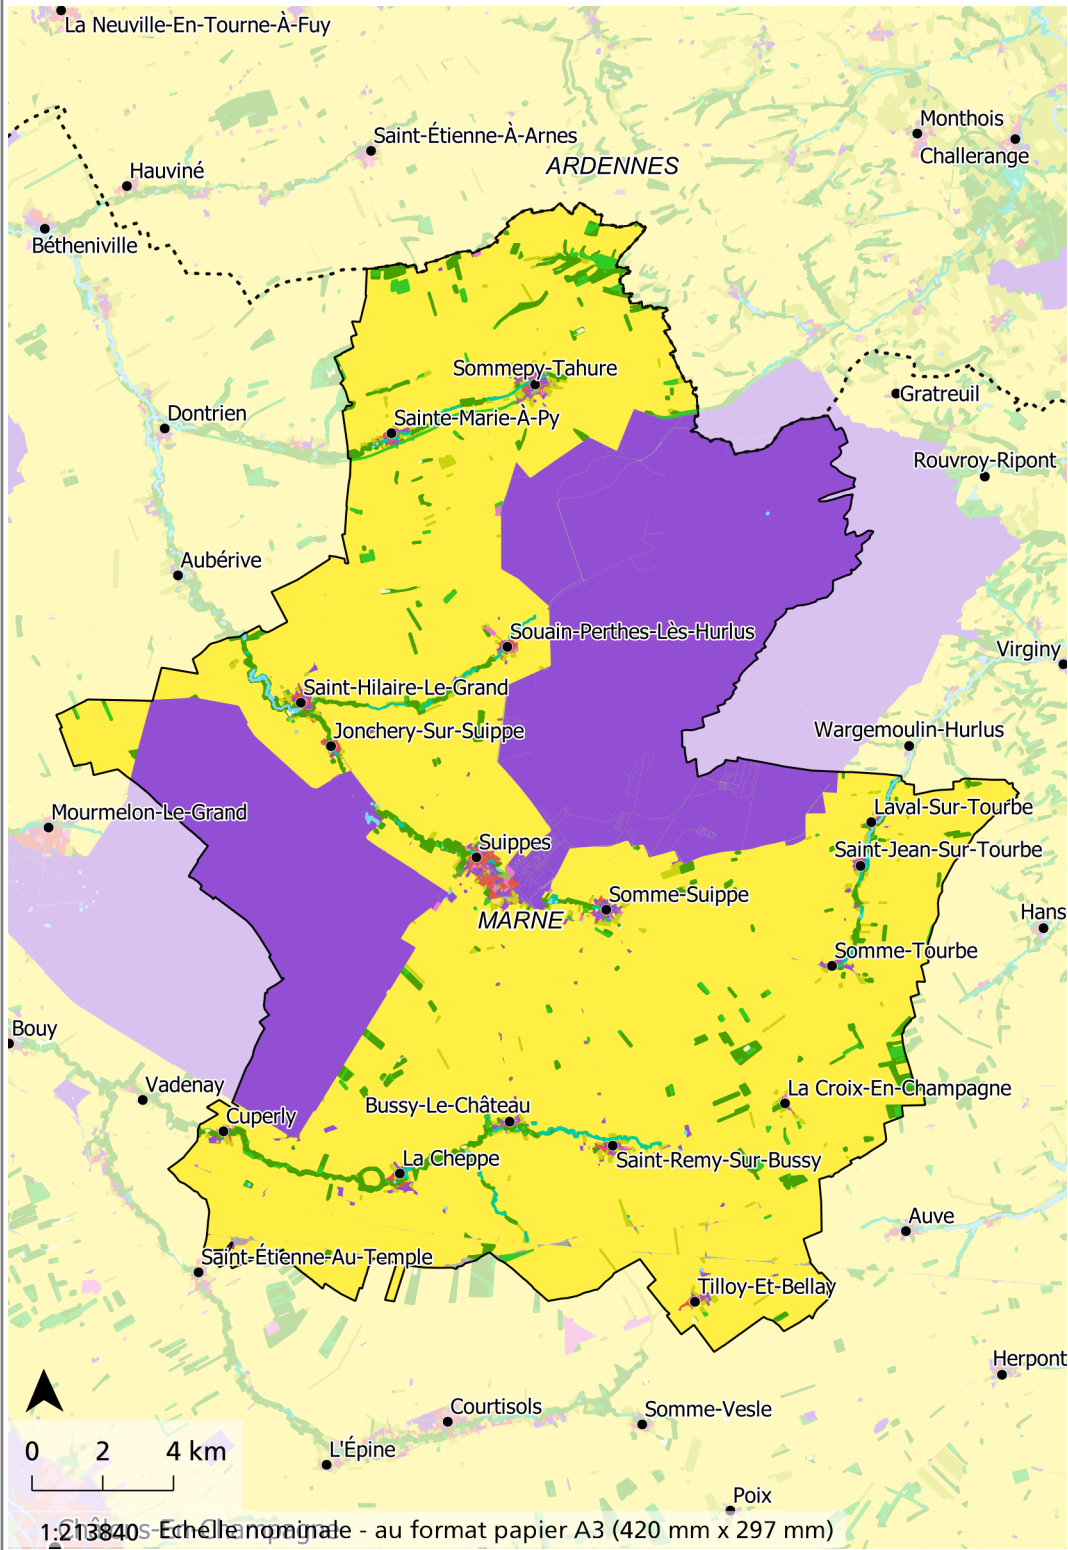 La Neuville-En-Tourne-À-Fuy
Monthois
Saint-Étienne-À-Arnes
Challerange
ARDENNES
Hauviné
Bétheniville
Sommepy-Tahure
Gratreuil
Dontrien
Sainte-Marie-À-Py
Rouvroy-Ripont
Aubérive
Souain-Perthes-Lès-Hurlus
Virginy
Saint-Hilaire-Le-Grand
Jonchery-Sur-Suippe
Wargemoulin-Hurlus
Mourmelon-Le-Grand
Laval-Sur-Tourbe
Suippes
Saint-Jean-Sur-Tourbe
Somme-Suippe
MARNE
Hans
Somme-Tourbe
Bouy
Vadenay
La Croix-En-Champagne
Bussy-Le-Château
Cuperly
La Cheppe
Saint-Remy-Sur-Bussy
Auve
Saint-Étienne-Au-Temple
Tilloy-Et-Bellay
Herpont
Courtisols
Somme-Vesle
L'Épine
0 2 4 km
Poix
Châlons-En-Champagne
1:213840 - Echelle nominale - au format papier A3 (420 mm x 297 mm)